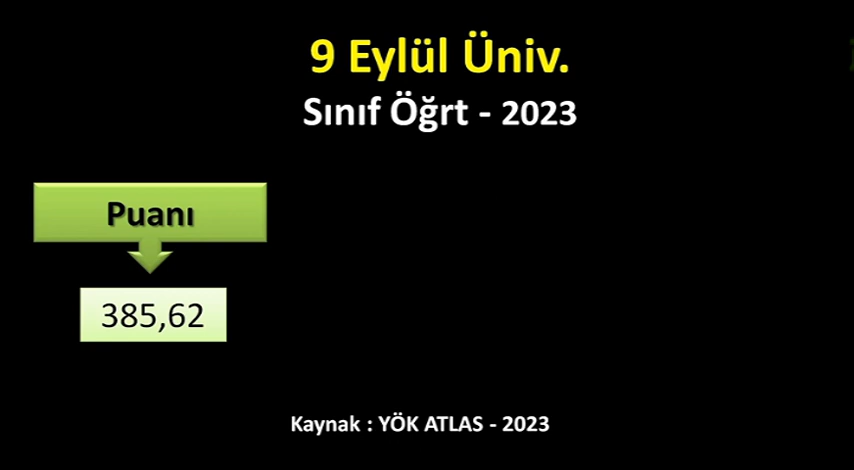 9 Eylül Üniv.
Sınıf Öğrt - 2023
Puanı
385,62
Kaynak : YÖK ATLAS - 2023